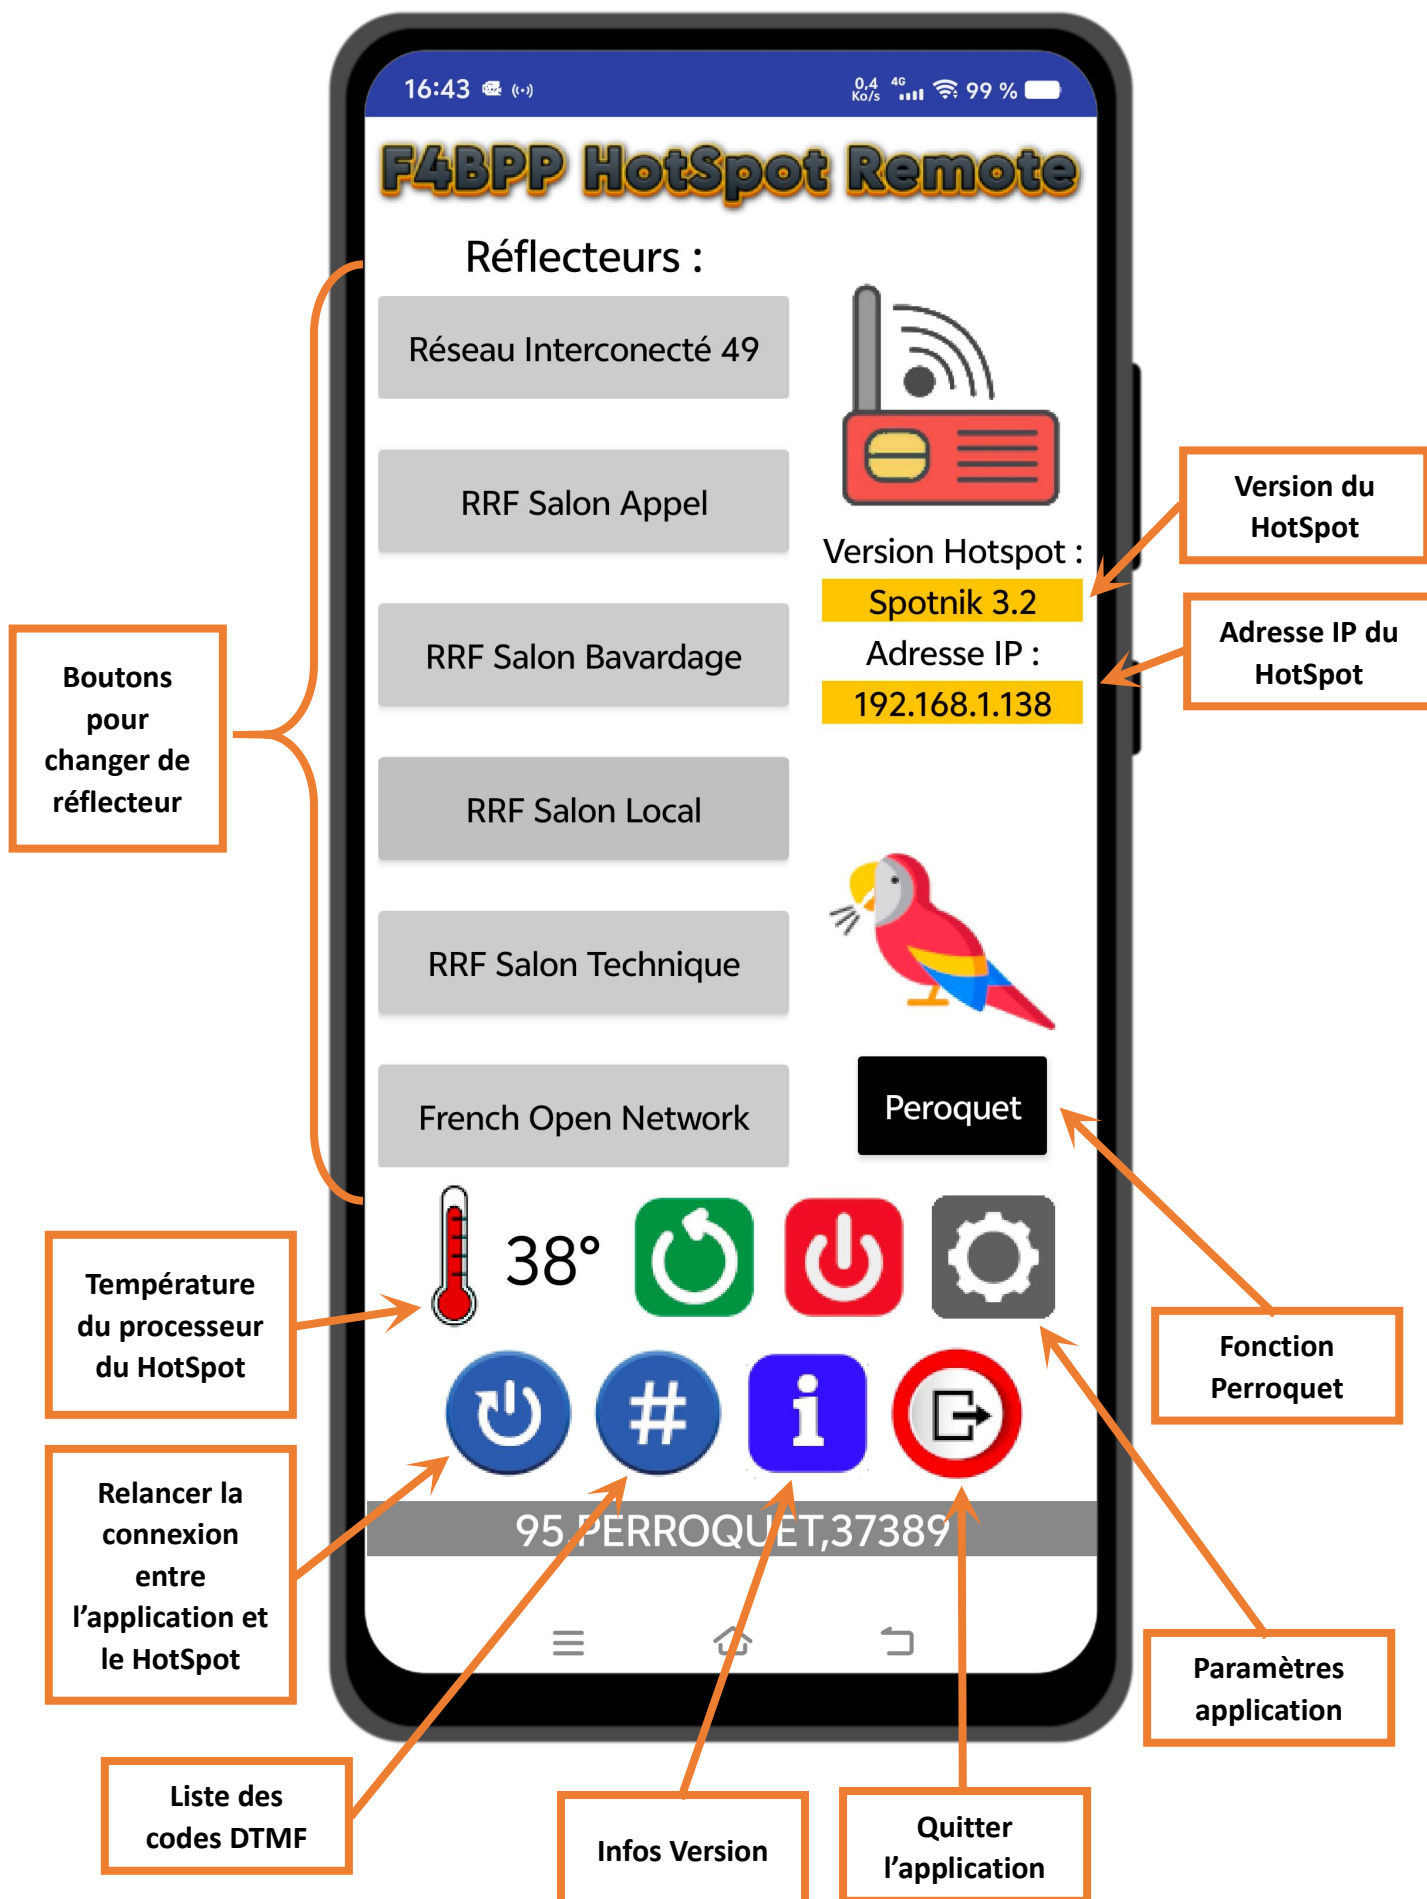 16:43
0,4 Ko/s 4G 99 %
F4BPP HotSpot Remote
Réflecteurs :
Réseau Interconecté 49
RRF Salon Appel
RRF Salon Bavardage
RRF Salon Local
RRF Salon Technique
French Open Network
Version Hotspot :
Spotnik 3.2
Adresse IP :
192.168.1.138
Peroquet
38°
#
i
95,PERROQUET,37389
Version du
HotSpot
Adresse IP du
HotSpot
Boutons
pour
changer de
réflecteur
Température
du processeur
du HotSpot
Fonction
Perroquet
Relancer la
connexion
entre
l’application et
le HotSpot
Paramètres
application
Liste des
codes DTMF
Infos Version
Quitter
l’application